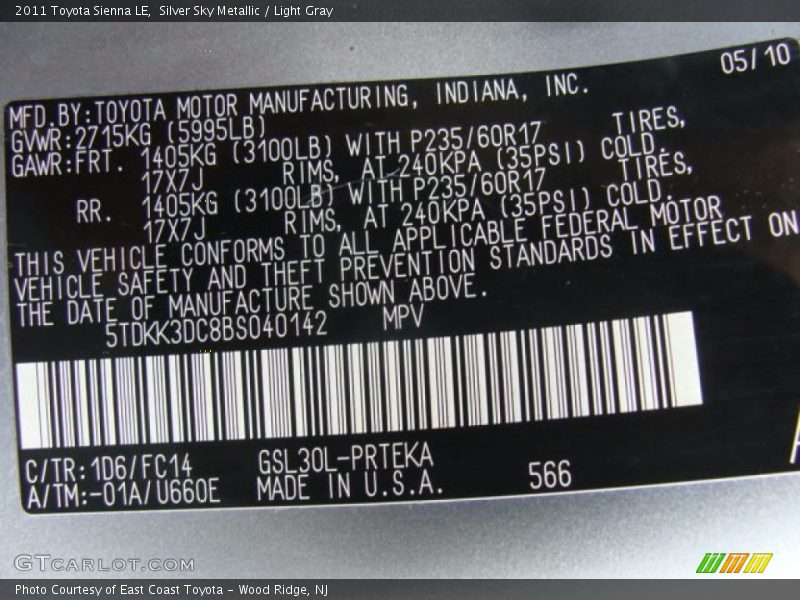 2011 Toyota Sienna LE,  Silver Sky Metallic / Light Gray
05/10
MFD.BY:TOYOTA MOTOR MANUFACTURING, INDIANA, INC.
GVWR:2715KG (5995LB)
GAWR:FRT. 1405KG (3100LB) WITH P235/60R17 TIRES,
17X7J RIMS, AT 240KPA (35PSI) COLD.
RR. 1405KG (3100LB) WITH P235/60R17 TIRES,
17X7J RIMS, AT 240KPA (35PSI) COLD.
THIS VEHICLE CONFORMS TO ALL APPLICABLE FEDERAL MOTOR
VEHICLE SAFETY AND THEFT PREVENTION STANDARDS IN EFFECT ON
THE DATE OF MANUFACTURE SHOWN ABOVE.
5TDKK3DC8BS040142 MPV
C/TR:1D6/FC14 GSL30L-PRTEKA
A/TM:-01A/U660E MADE IN U.S.A. 566
GTCARLOT.COM
Photo Courtesy of East Coast Toyota - Wood Ridge, NJ